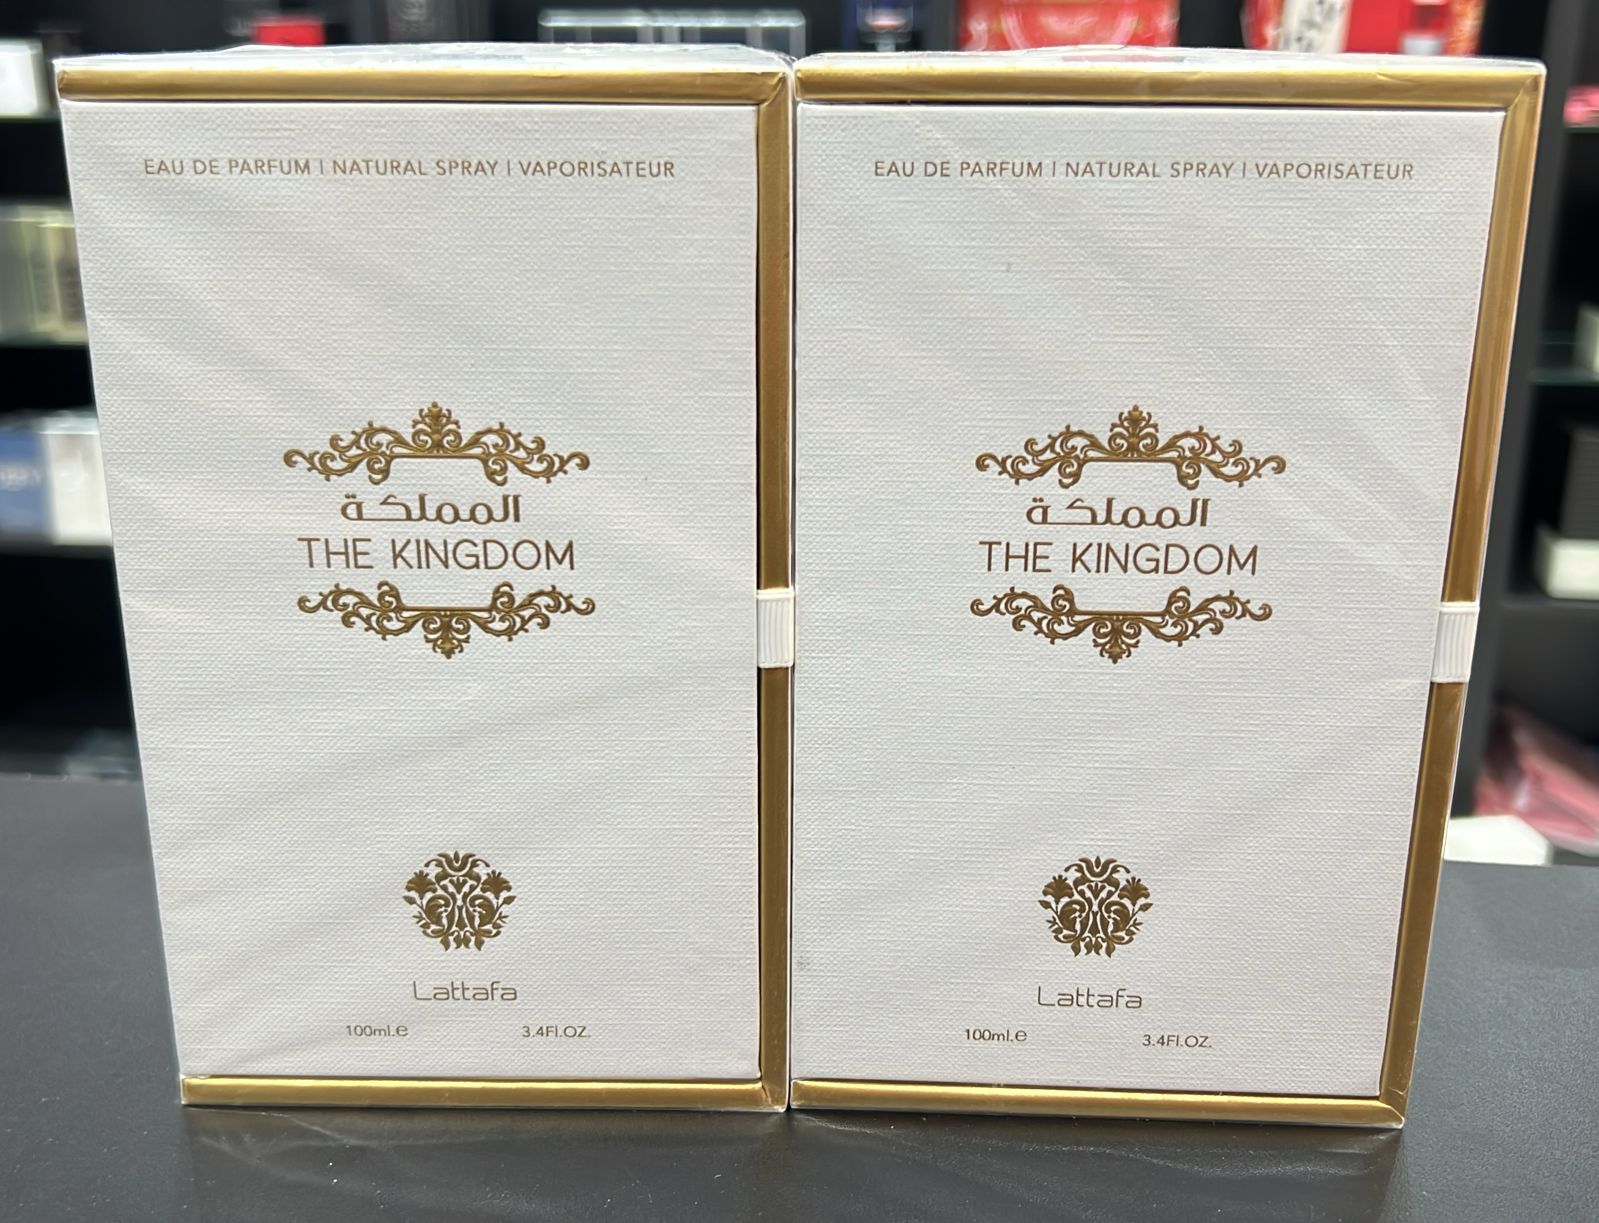 EAU DE PARFUM | NATURAL SPRAY | VAPORISATEUR
المملكة
THE KINGDOM
Lattafa
100ml.e 3.4Fl.OZ.
EAU DE PARFUM | NATURAL SPRAY | VAPORISATEUR
المملكة
THE KINGDOM
Lattafa
100ml.e 3.4Fl.OZ.